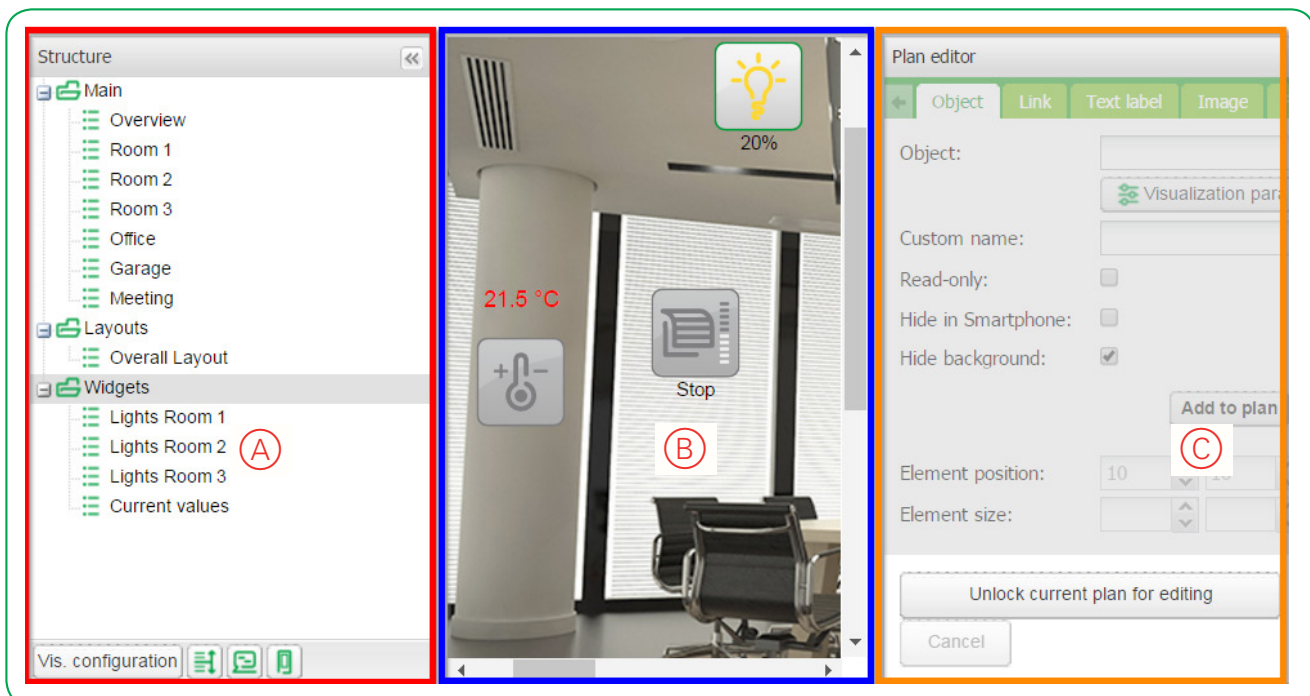 Structure
Main
Overview
Room 1
Room 2
Room 3
Office
Garage
Meeting
Layouts
Overall Layout
Widgets
Lights Room 1
Lights Room 2
Lights Room 3
Current values
A
Vis. configuration
20%
21.5 °C
Stop
B
Plan editor
Object
Link
Text label
Image
Object:
Visualization para
Custom name:
Read-only:
Hide in Smartphone:
Hide background:
Add to plan
C
Element position:
10
Element size:
Unlock current plan for editing
Cancel